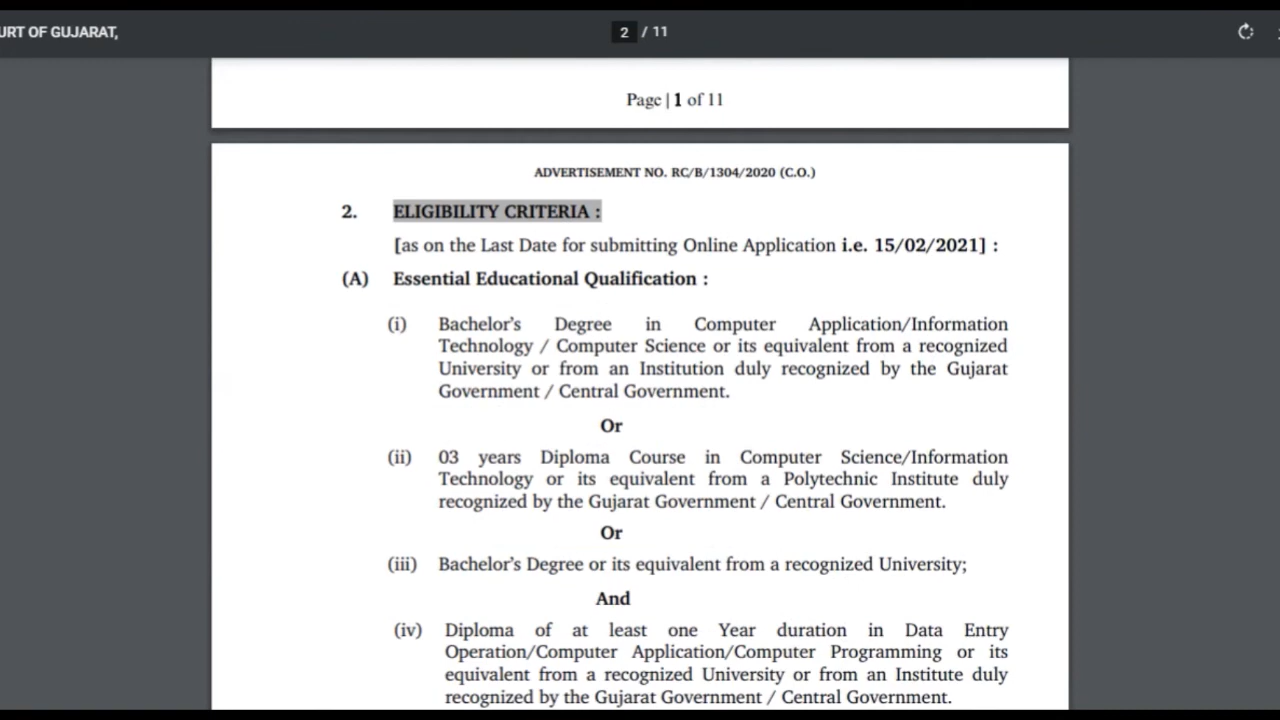 URT OF GUJARAT,
2 / 11
Page | 1 of 11
ADVERTISEMENT NO. RC/B/1304/2020 (C.O.)
2. ELIGIBILITY CRITERIA :
[as on the Last Date for submitting Online Application i.e. 15/02/2021] :
(A) Essential Educational Qualification :
(i) Bachelor's Degree in Computer Application/Information
Technology / Computer Science or its equivalent from a recognized
University or from an Institution duly recognized by the Gujarat
Government / Central Government.
Or
(ii) 03 years Diploma Course in Computer Science/Information
Technology or its equivalent from a Polytechnic Institute duly
recognized by the Gujarat Government / Central Government.
Or
(iii) Bachelor's Degree or its equivalent from a recognized University;
And
(iv) Diploma of at least one Year duration in Data Entry
Operation/Computer Application/Computer Programming or its
equivalent from a recognized University or from an Institute duly
recognized by the Gujarat Government / Central Government.